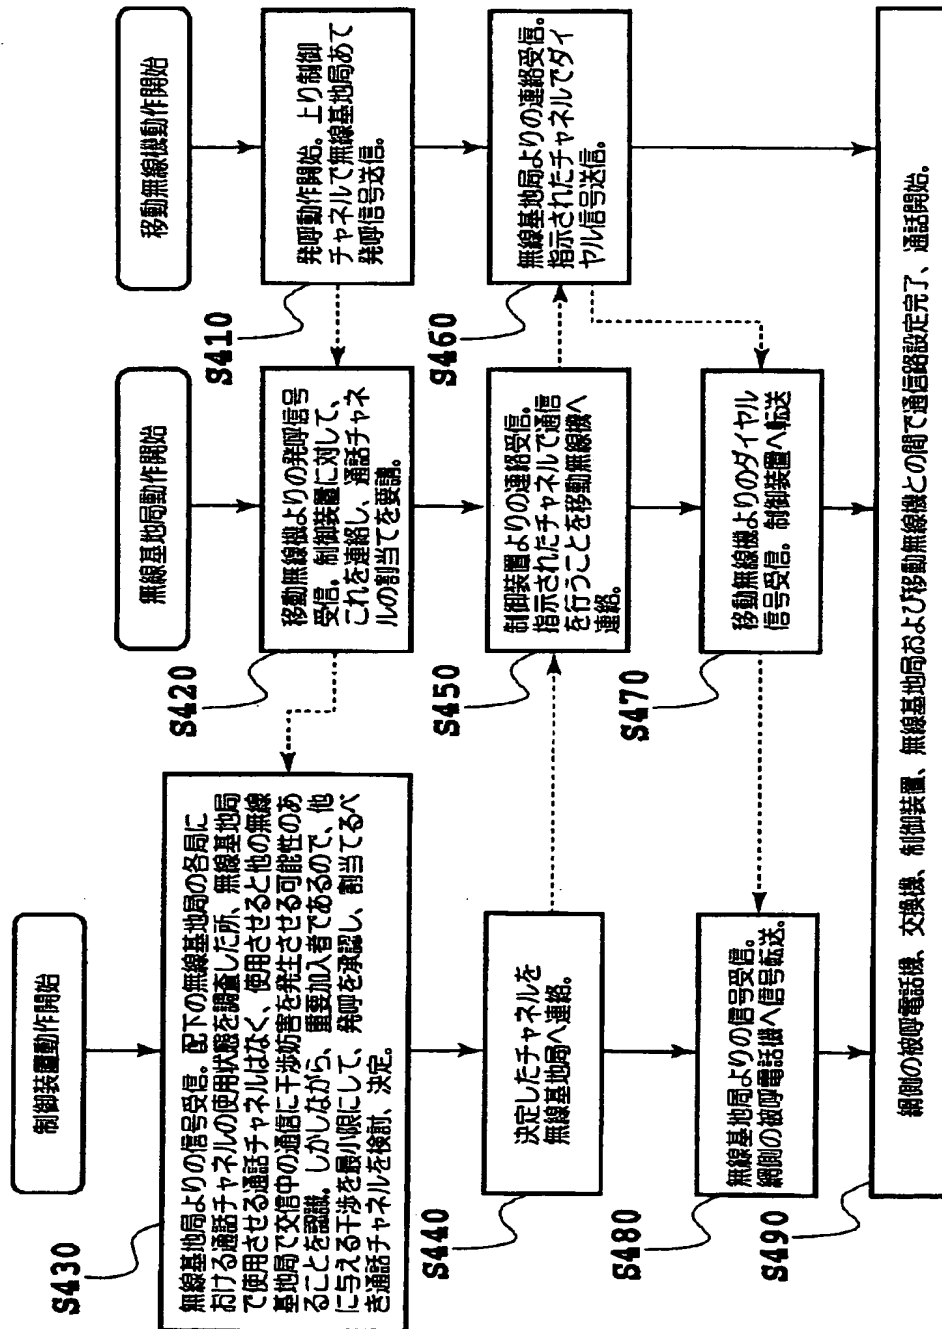 制御装置動作開始
無線基地局動作開始
移動無線機動作開始
S410
発呼動作開始。上り制御
チャネルで無線基地局あて
発呼信号送信。
S420
移動無線機よりの発呼信号
受信。制御装置に対して、
これを連絡し、通話チャネ
ルの割当てを要請。
S430
無線基地局よりの信号受信。配下の無線基地局の各局に
おける通話チャネルの使用状態を調査した所、無線基地局
で使用させる通話チャネルはなく、使用させると他の無線
基地局で交信中の通信に干渉妨害を発生させる可能性のあ
ることを認識。しかしながら、重要加入者であるので、他
に与える干渉を最小限にして、発呼を承認し、割当てるべ
き通話チャネルを検討、決定。
S440
決定したチャネルを
無線基地局へ連絡。
S450
制御装置よりの連絡受信。
指示されたチャネルで通信
を行うことを移動無線機へ
連絡。
S460
無線基地局よりの連絡受信。
指示されたチャネルでダイ
ヤル信号送信。
S470
移動無線機よりのダイヤル
信号受信。制御装置へ転送
S480
無線基地局よりの信号受信。
網側の被呼電話機へ信号転送。
S490
網側の被呼電話機、交換機、制御装置、無線基地局および移動無線機との間で通信路設定完了、通話開始。